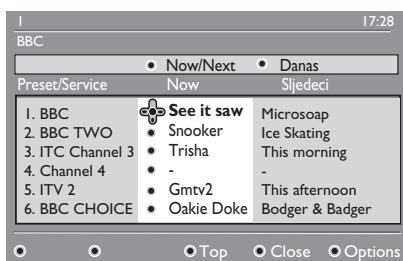 1 17:28
BBC
Now/Next Danas
Preset/Service Now Sljedeci
1. BBC See it saw Microsoap
2. BBC TWO Snooker Ice Skating
3. ITC Channel 3 Trisha This morning
4. Channel 4 - -
5. ITV 2 Gmtv2 This afternoon
6. BBC CHOICE Oakie Doke Bodger & Badger
Top Close Options